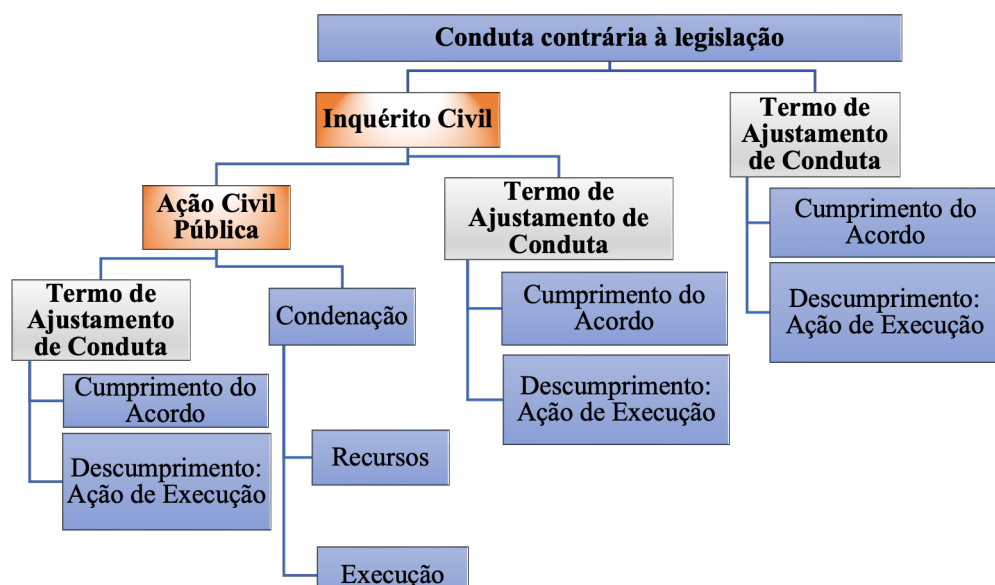 Conduta contrária à legislação
Inquérito Civil
Termo de
Ajustamento
de Conduta
Ação Civil
Pública
Termo de
Ajustamento de
Conduta
Cumprimento do
Acordo
Descumprimento:
Ação de Execução
Termo de
Ajustamento
de Conduta
Condenação
Cumprimento do
Acordo
Descumprimento:
Ação de Execução
Cumprimento do
Acordo
Descumprimento:
Ação de Execução
Recursos
Execução